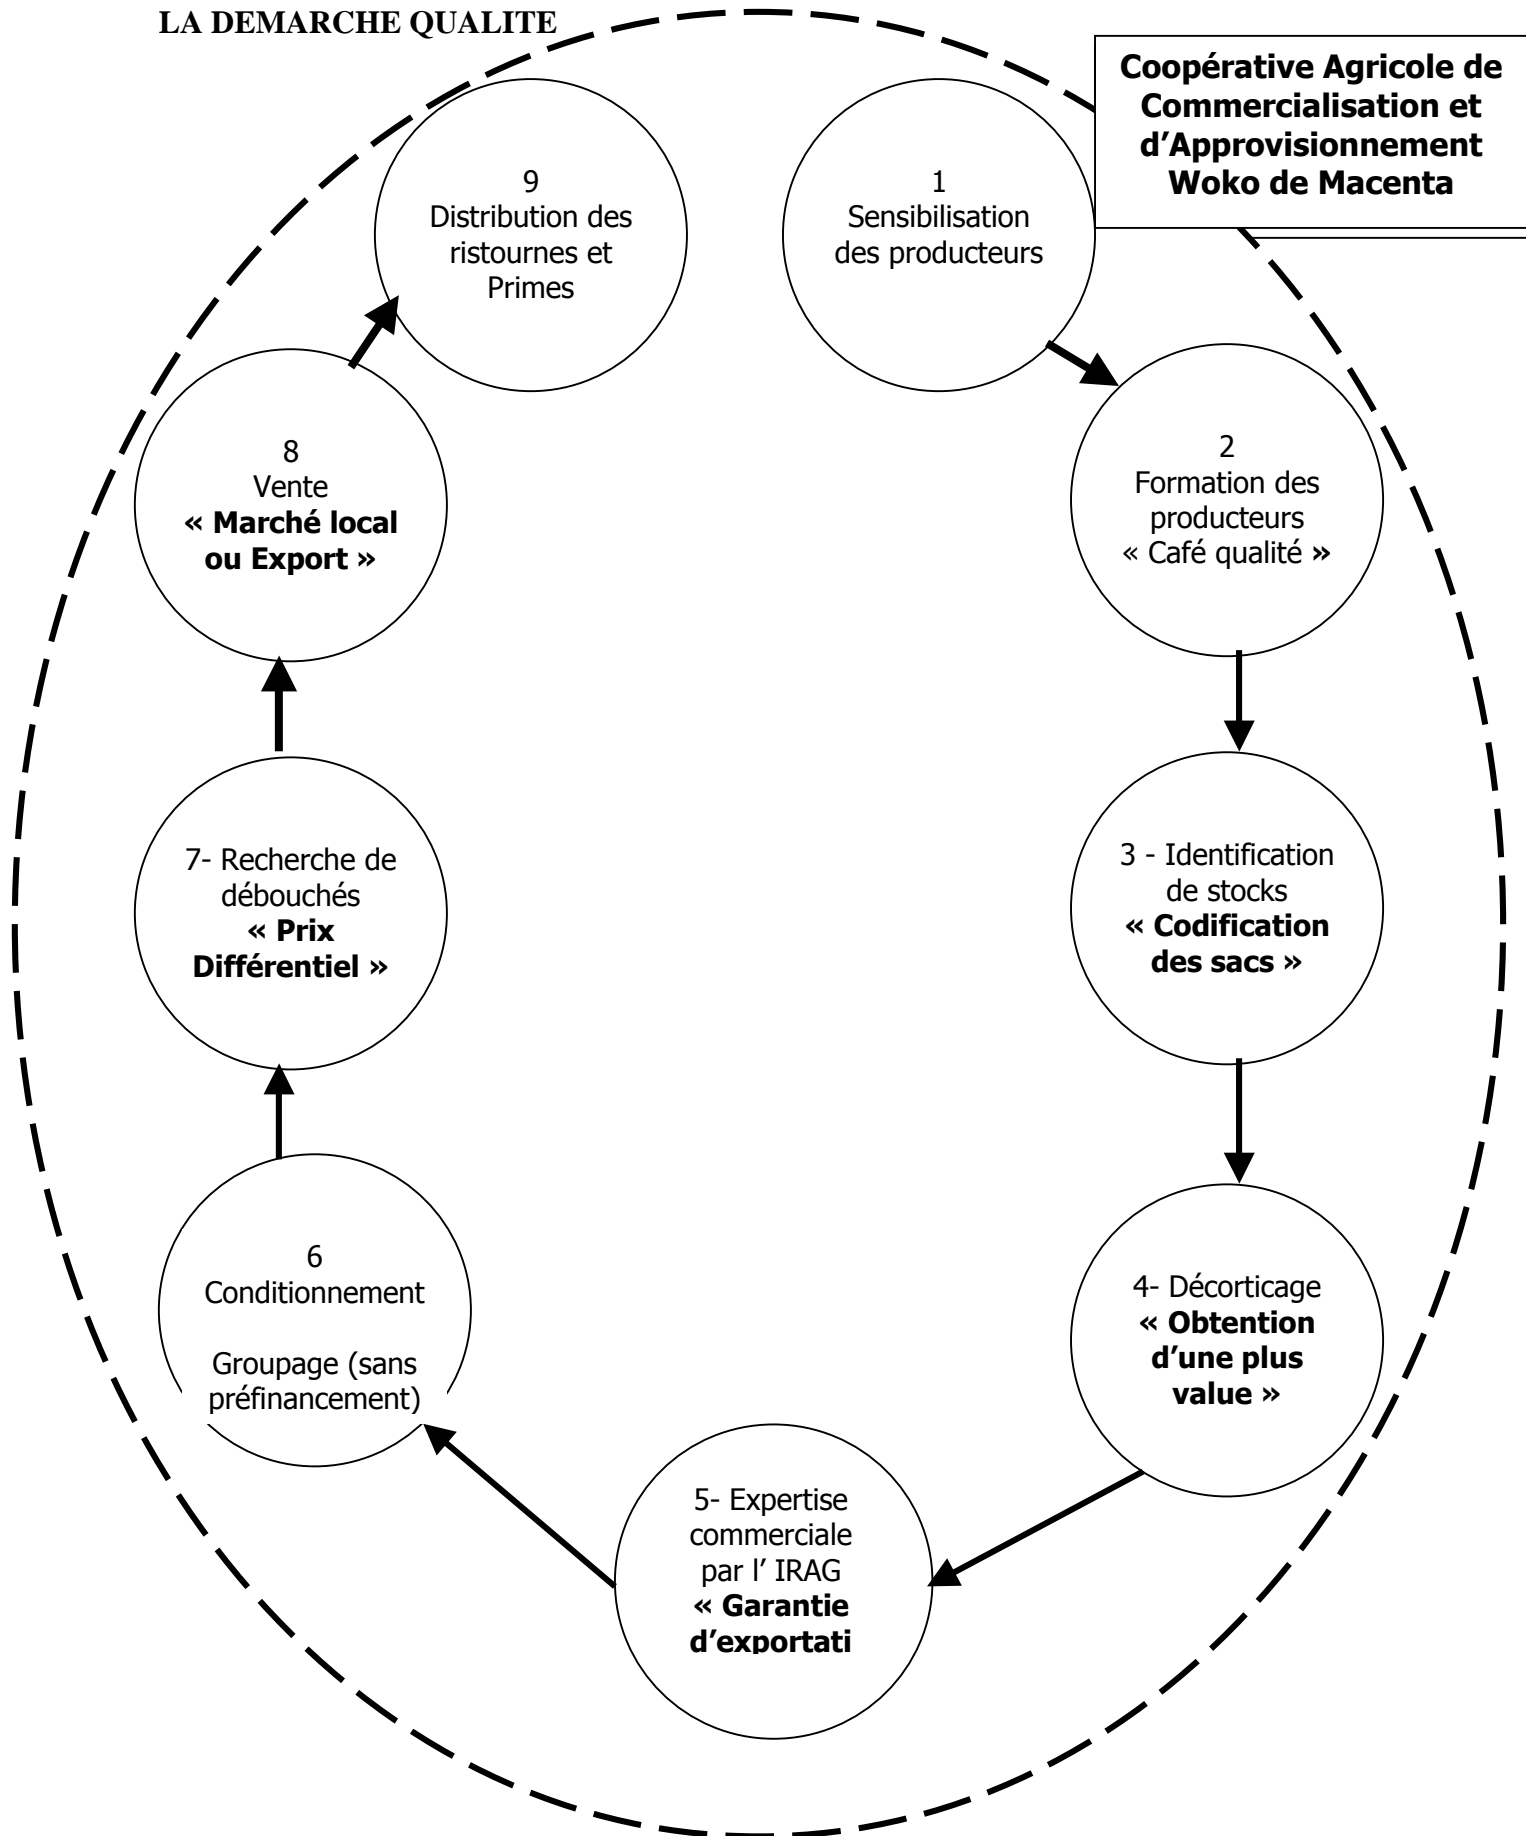 LA DEMARCHE QUALITE
Coopérative Agricole de
Commercialisation et
d'Approvisionnement
Woko de Macenta
1
Sensibilisation
des producteurs
2
Formation des
producteurs
« Café qualité »
3 - Identification
de stocks
« Codification
des sacs »
4- Décorticage
« Obtention
d'une plus
value »
5- Expertise
commerciale
par l' IRAG
« Garantie
d'exportati
6
Conditionnement
Groupage (sans
préfinancement)
7- Recherche de
débouchés
« Prix
Différentiel »
8
Vente
« Marché local
ou Export »
9
Distribution des
ristournes et
Primes